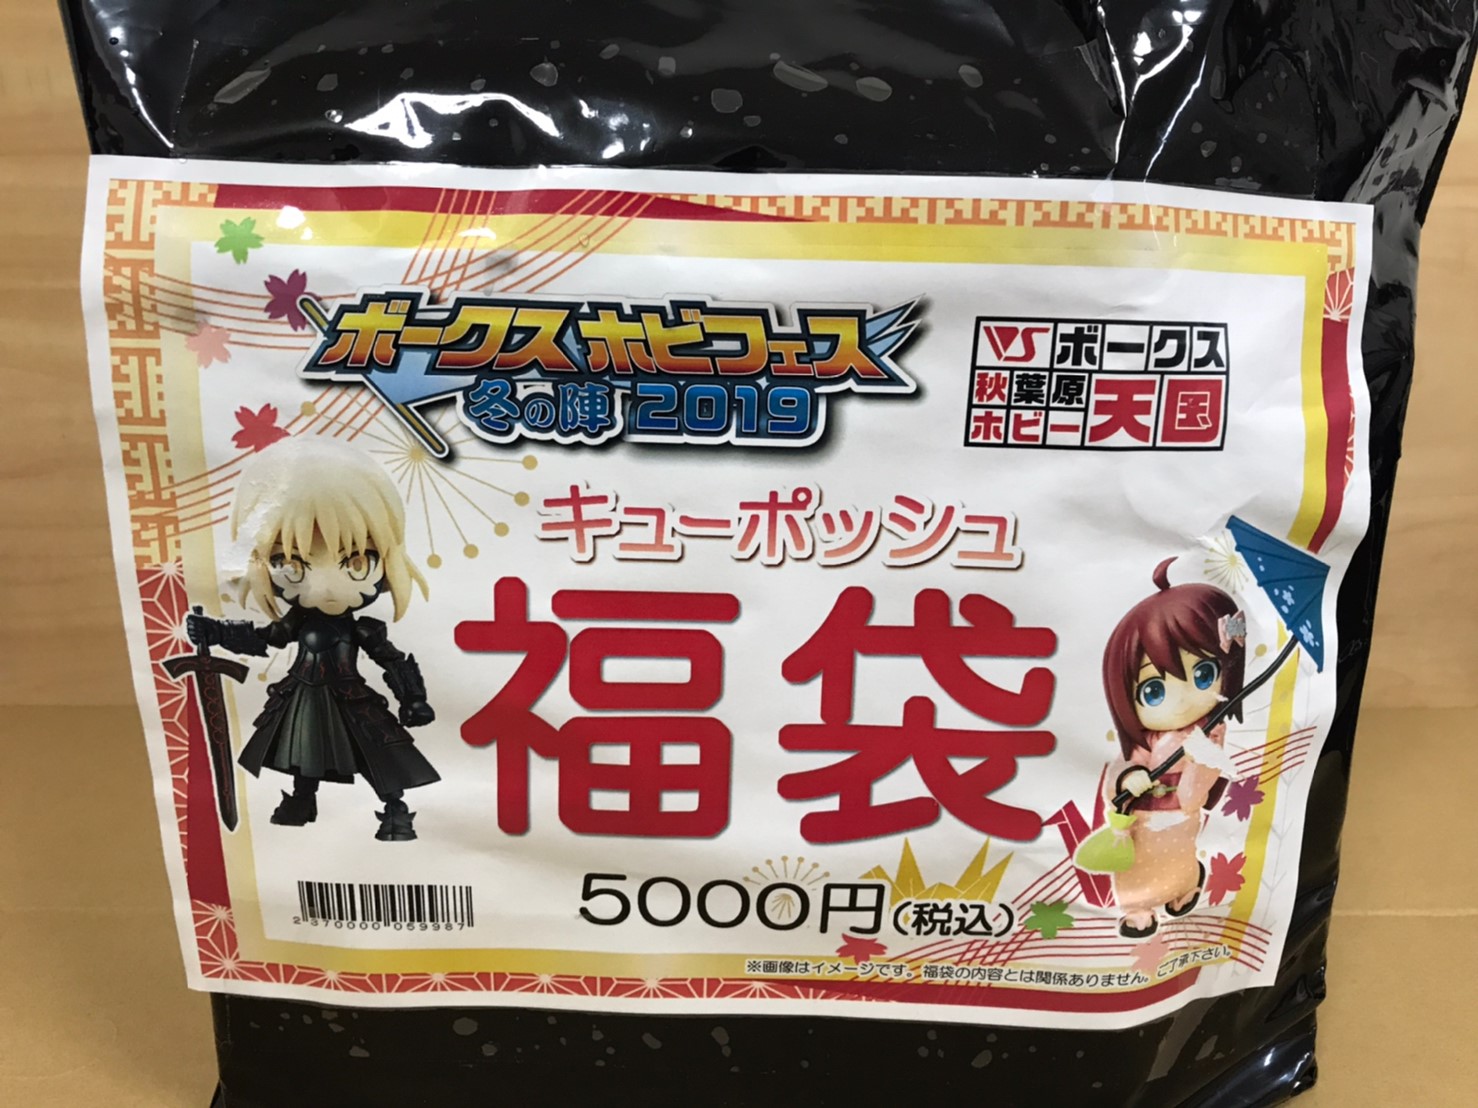 ボークス ホビフェス
冬の陣 2019
VS ボークス
秋葉原
ホビー天国
キューポッシュ
福袋
5000円(税込)
2 370000 059987
※画像はイメージです。福袋の内容とは関係ありません。ご了承下さい。